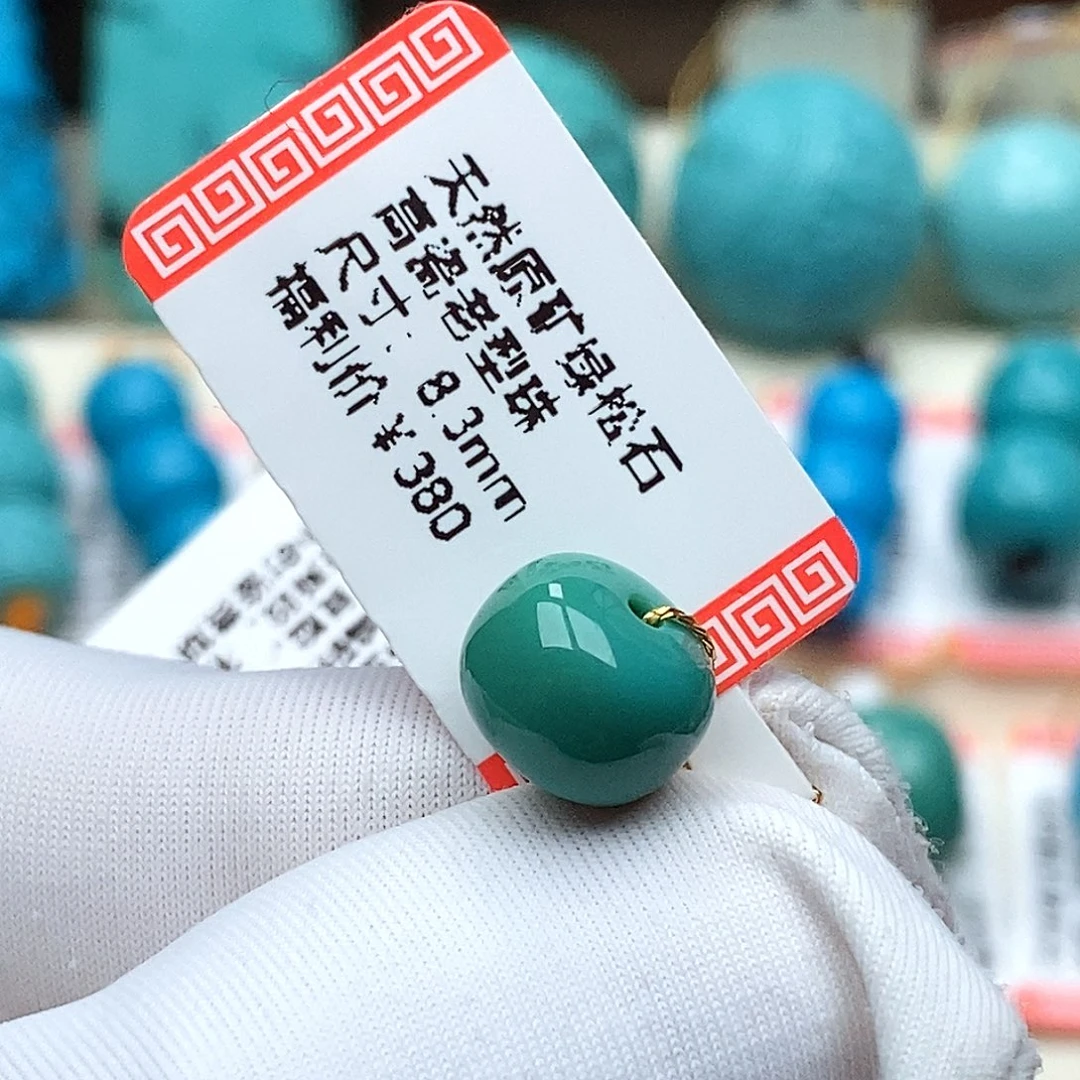 天然原矿绿松石
高瓷老型珠
尺寸: 8.3mm
福利价¥380